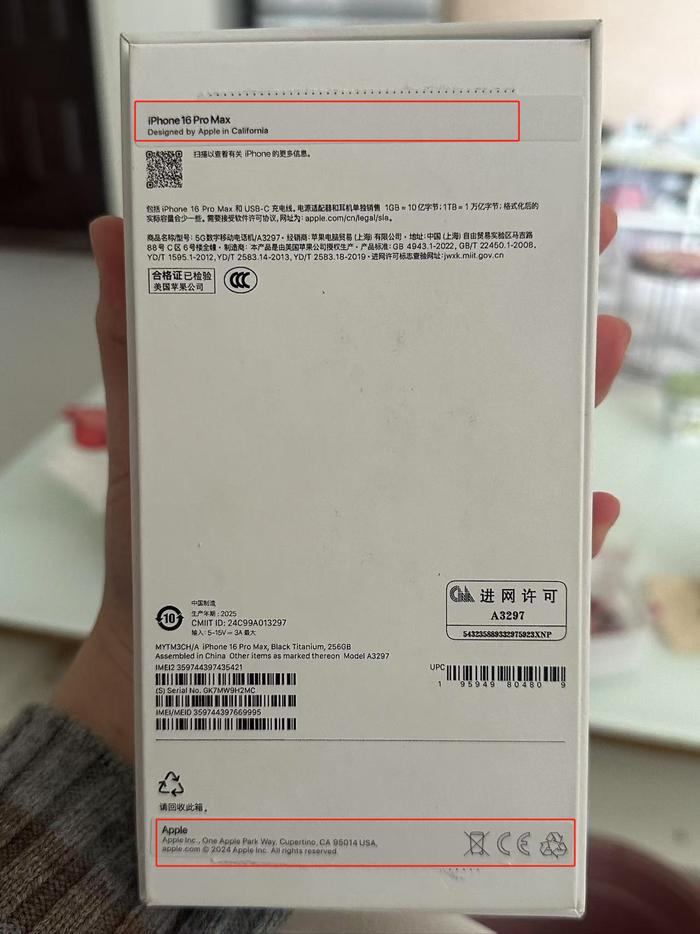 iPhone 16 Pro Max
Designed by Apple in California
扫描以查看有关 iPhone 的更多信息。
包括 iPhone 16 Pro Max 和 USB-C 充电线。电源适配器和耳机单独销售 1GB = 10 亿字节；1TB = 1 万亿字节；格式化后的
实际容量会少一些。需要接受软件许可协议，网址为：apple.com/cn/legal/sla。
商品名称/型号：5G数字移动电话机/A3297・经销商：苹果电脑贸易 (上海) 有限公司・地址：中国 (上海) 自由贸易实验区马吉路
88 号 C 区 6 号楼全幢・制造商：本产品是由美国苹果公司授权生产・产品标准：GB 4943.1-2022, GB/T 22450.1-2008,
YD/T 1595.1-2012, YD/T 2583.14-2013, YD/T 2583.18-2019・进网许可标志查验网址：jwxk.miit.gov.cn
合格证已检验
美国苹果公司
CCC
中国制造
生产年期：2025
CMIIT ID: 24C99A013297
输入：5-15V⎓ 3A 最大
10
进网许可
A3297
543235889332975923XNP
MYTM3CH/A iPhone 16 Pro Max, Black Titanium, 256GB
Assembled in China Other items as marked thereon Model A3297
IMEI2 359744397435421
(S) Serial No. GK7MW9H2MC
IMEI/MEID 359744397669995
UPC
1 95949 80480 9
请回收此箱。
Apple
Apple Inc., One Apple Park Way, Cupertino, CA 95014 USA.
apple.com © 2024 Apple Inc. All rights reserved.
CE